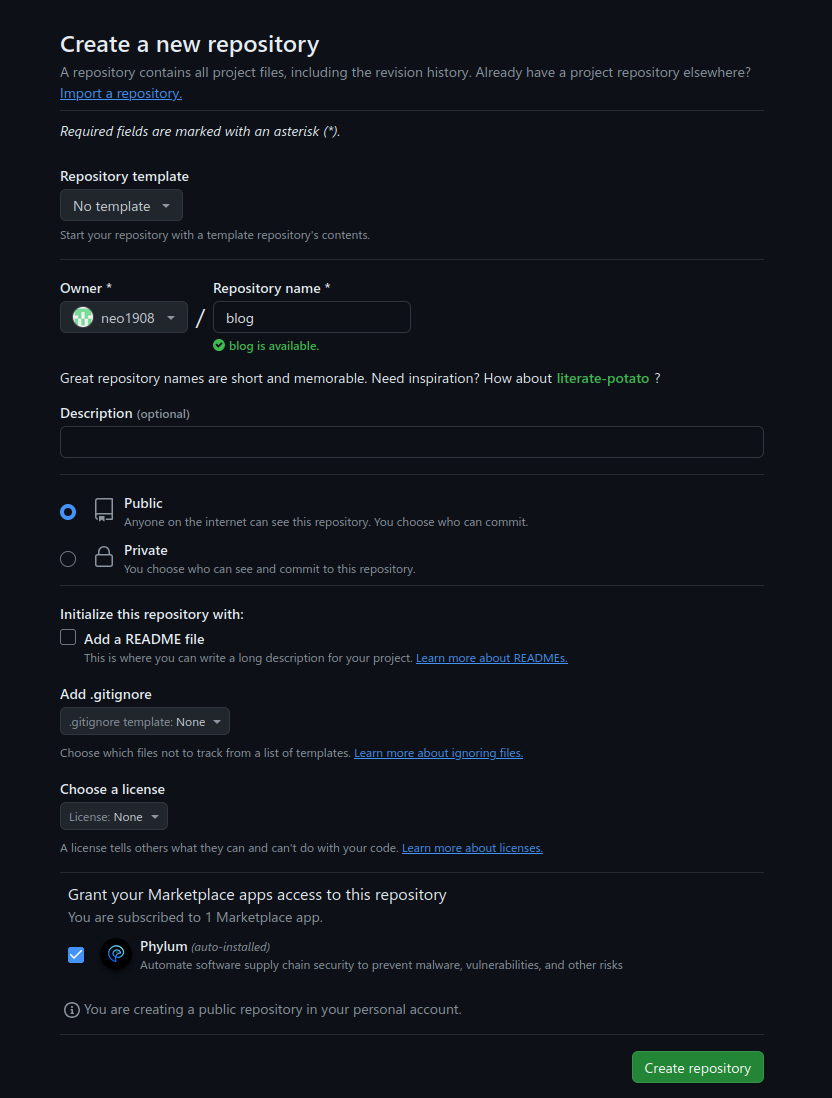 Create a new repository
A repository contains all project files, including the revision history. Already have a project repository elsewhere?
Import a repository.
Required fields are marked with an asterisk (*).
Repository template
No template
Start your repository with a template repository's contents.
Owner * Repository name *
neo1908 / blog
blog is available.
Great repository names are short and memorable. Need inspiration? How about literate-potato ?
Description (optional)
Public
Anyone on the internet can see this repository. You choose who can commit.
Private
You choose who can see and commit to this repository.
Initialize this repository with:
Add a README file
This is where you can write a long description for your project. Learn more about READMEs.
Add .gitignore
.gitignore template: None
Choose which files not to track from a list of templates. Learn more about ignoring files.
Choose a license
License: None
A license tells others what they can and can't do with your code. Learn more about licenses.
Grant your Marketplace apps access to this repository
You are subscribed to 1 Marketplace app.
Phylum (auto-installed)
Automate software supply chain security to prevent malware, vulnerabilities, and other risks
You are creating a public repository in your personal account.
Create repository